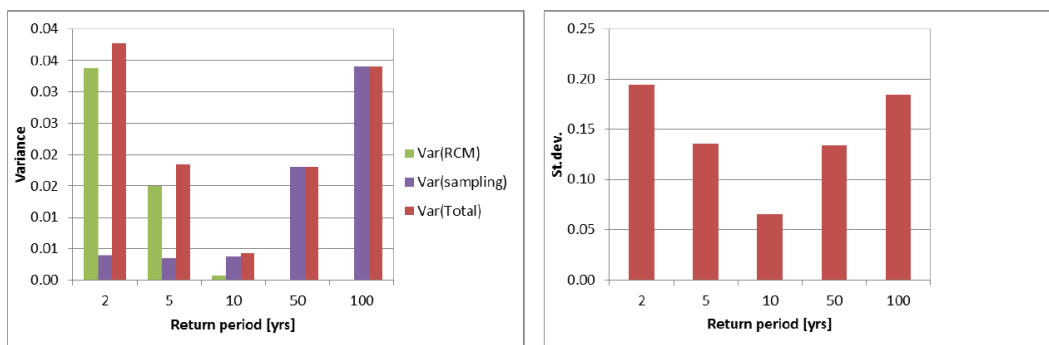 0.04
0.04
0.03
0.03
0.02
0.02
0.01
0.01
0.00
Variance
2 5 10 50 100
Return period [yrs]
Var(RCM)
Var(sampling)
Var(Total)
0.25
0.20
0.15
0.10
0.05
0.00
St.dev.
2 5 10 50 100
Return period [yrs]